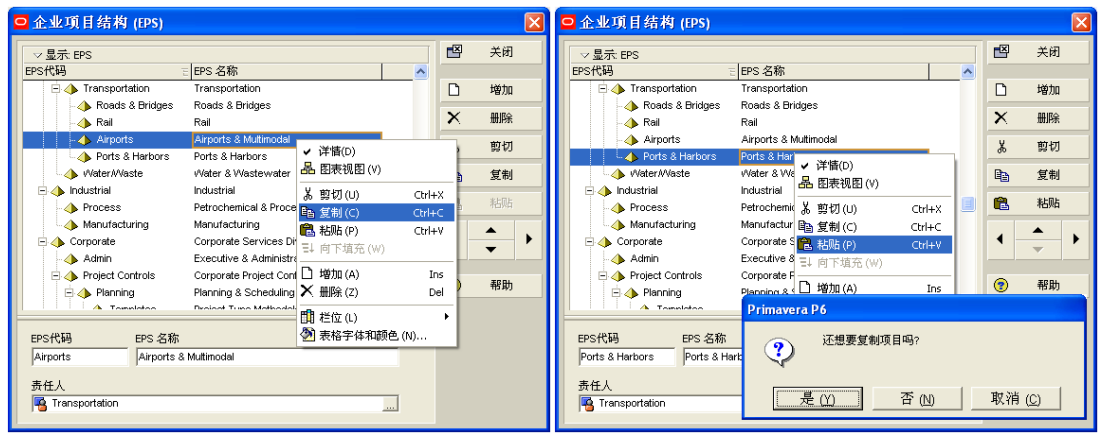 企业项目结构 (EPS)
显示: EPS
EPS代码 EPS 名称
Transportation Transportation
Roads & Bridges Roads & Bridges
Rail Rail
Airports Airports & Multimodal
Ports & Harbors Ports & Harbors
Water/Waste Water & Wastewater
Industrial Industrial
Process Petrochemical & Proce
Manufacturing Manufacturing
Corporate Corporate Services Di
Admin Executive & Administra
Project Controls Corporate Project Cont
Planning Planning & Scheduling
详情(D)
图表视图 (V)
剪切 (U) Ctrl+X
复制 (C) Ctrl+C
粘贴 (P) Ctrl+V
向下填充 (W)
增加 (A) Ins
删除 (Z) Del
栏位 (L)
表格字体和颜色 (N)...
关闭
增加
删除
剪切
复制
粘贴
帮助
EPS代码 EPS 名称
Airports Airports & Multimodal
责任人
Transportation
...
企业项目结构 (EPS)
显示: EPS
EPS代码 EPS 名称
Transportation Transportation
Roads & Bridges Roads & Bridges
Rail Rail
Airports Airports & Multimodal
Ports & Harbors Ports & Har
Water/Waste Water & Wa
Industrial Industrial
Process Petrochemic
Manufacturing Manufactur
Corporate Corporate S
Admin Executive &
Project Controls Corporate P
Planning Planning &
详情(D)
图表视图 (V)
剪切 (U) Ctrl+X
复制 (C) Ctrl+C
粘贴 (P) Ctrl+V
向下填充 (W)
增加 (A) Ins
关闭
增加
删除
剪切
复制
粘贴
帮助
EPS代码 EPS 名称
Ports & Harbors Ports & Harb
责任人
Transportation
Primavera P6
还想要复制项目吗?
是 (Y) 否 (N) 取消 (C)